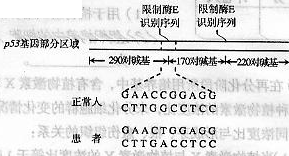 限制酶E
识别序列
限制酶E
识别序列
p53基因部分区域
290对碱基
170对碱基
220对碱基
正常人
GAACCGGAGG
CTTGGCCTCC
患 者
GAACTGGAGG
CTTGACCTCC